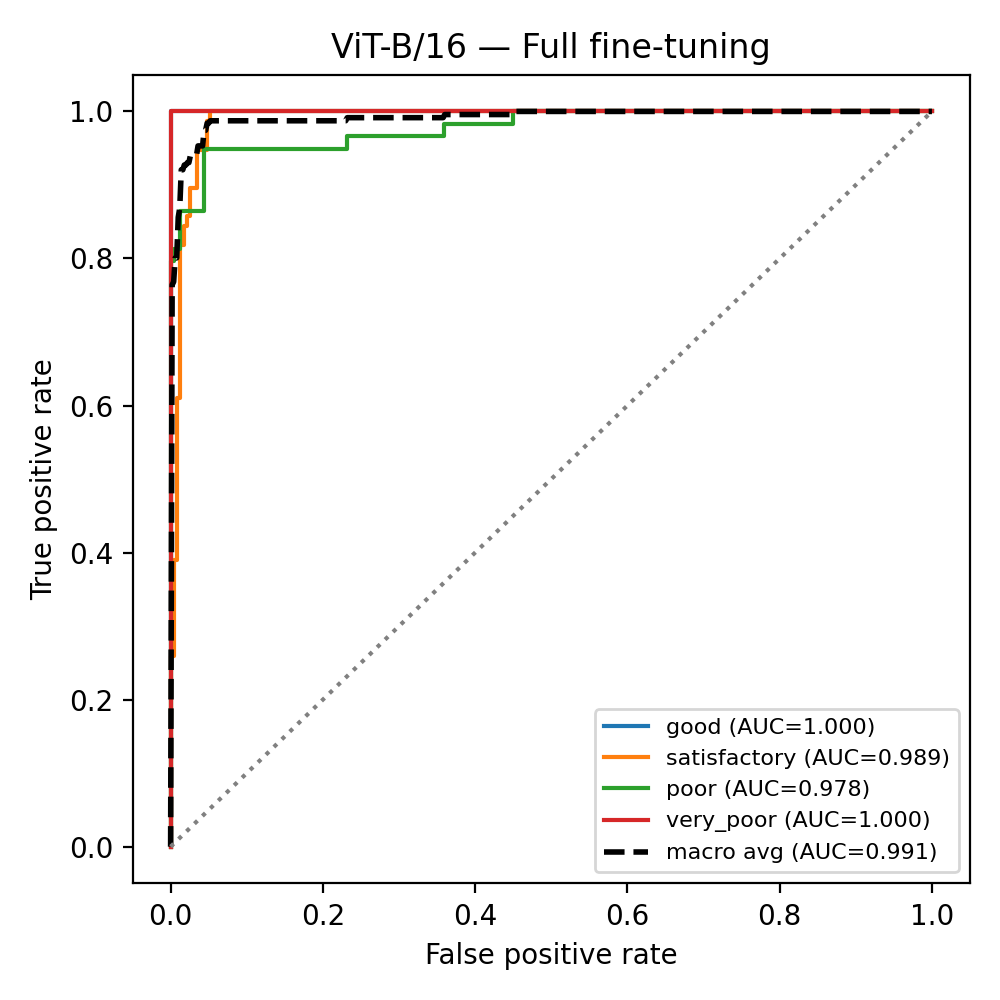 ViT-B/16 — Full fine-tuning
1.0
0.8
0.6
0.4
0.2
0.0
True positive rate
good (AUC=1.000)
satisfactory (AUC=0.989)
poor (AUC=0.978)
very_poor (AUC=1.000)
macro avg (AUC=0.991)
0.0 0.2 0.4 0.6 0.8 1.0
False positive rate